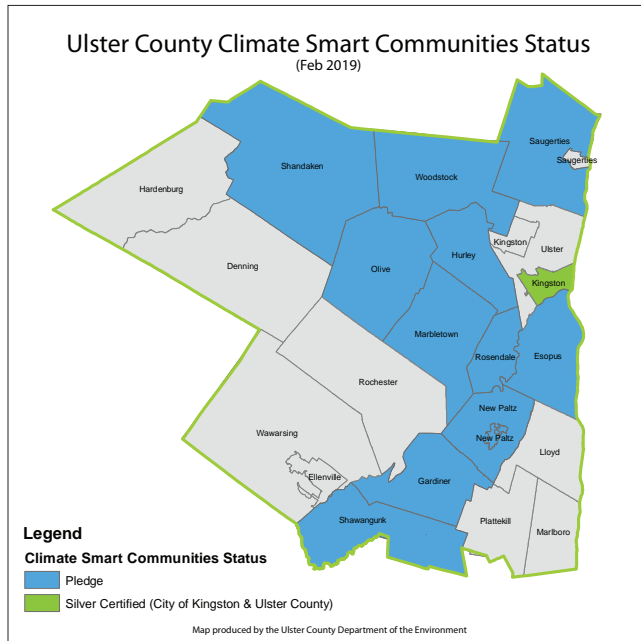 Ulster County Climate Smart Communities Status
(Feb 2019)
Saugerties
Saugerties
Shandaken
Woodstock
Hardenburg
Kingston
Ulster
Hurley
Denning
Olive
Kingston
Marbletown
Rosendale
Esopus
Rochester
New Paltz
Wawarsing
New Paltz
Lloyd
Ellenville
Gardiner
Shawangunk
Plattekill
Marlboro
Legend
Climate Smart Communities Status
Pledge
Silver Certified (City of Kingston & Ulster County)
Map produced by the Ulster County Department of the Environment